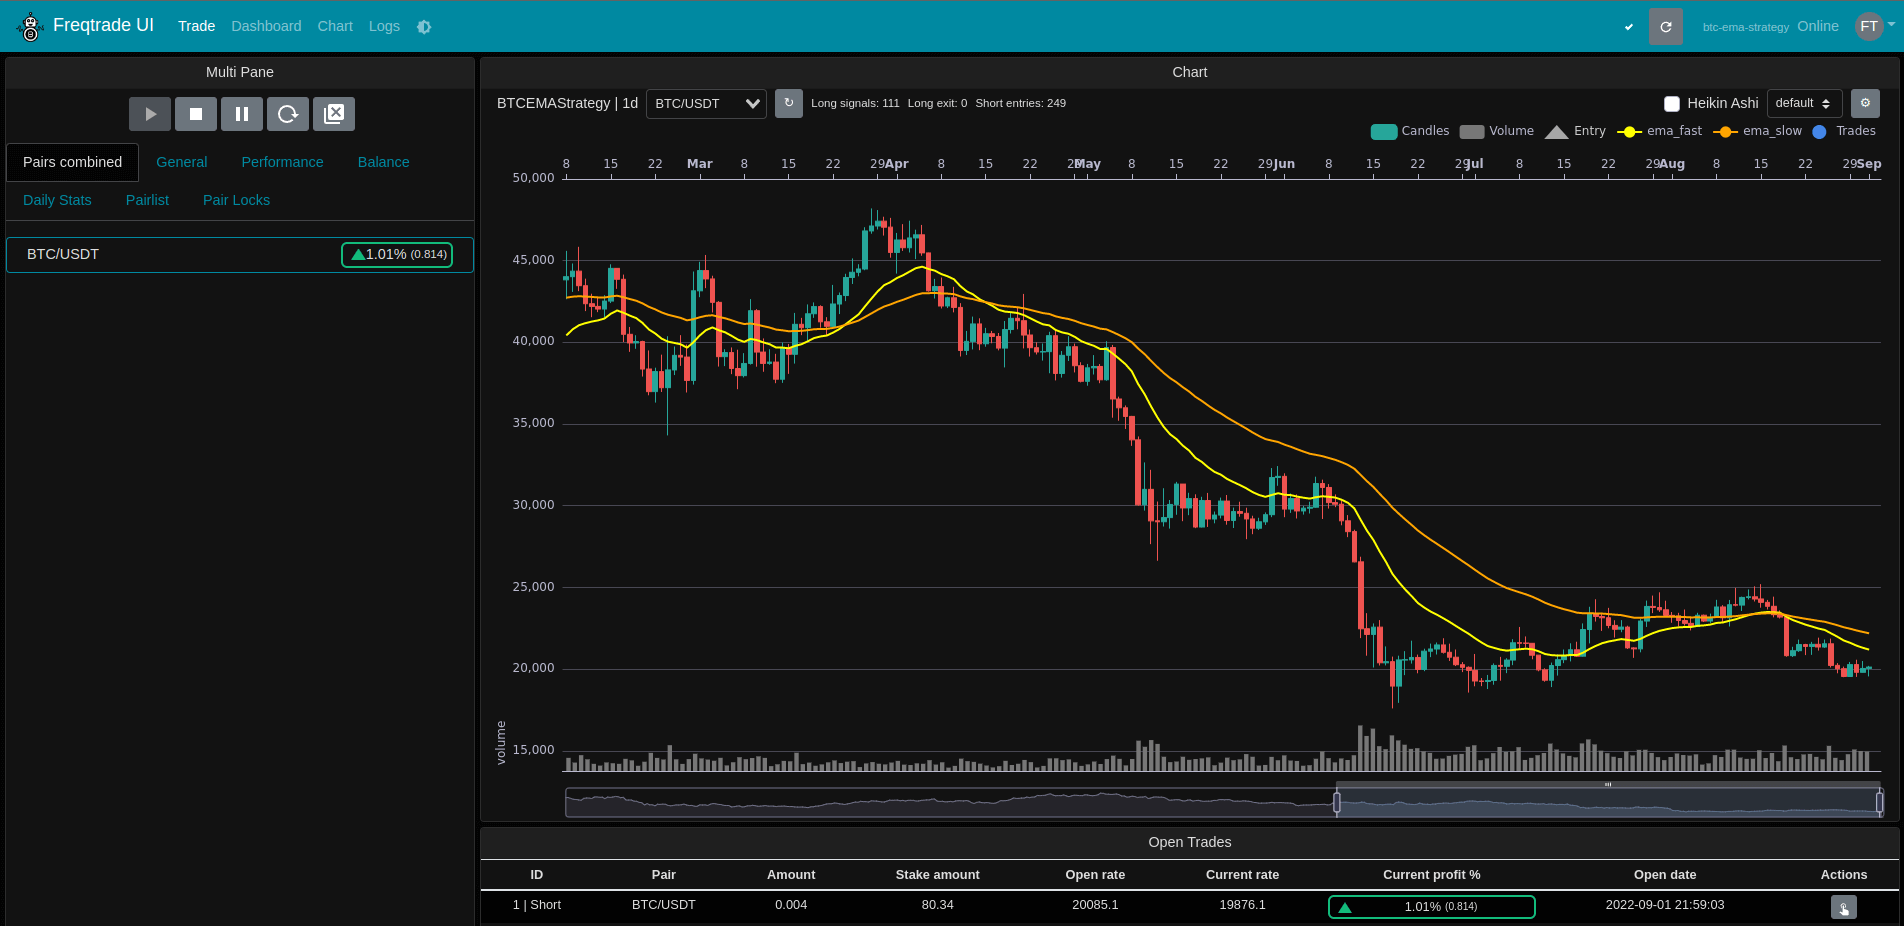 Freqtrade UI Trade Dashboard Chart Logs btc-ema-strategy Online FT
Multi Pane
Pairs combined General Performance Balance
Daily Stats Pairlist Pair Locks
BTC/USDT 1.01% (0.814)
Chart
BTCEMAStrategy | 1d BTC/USDT Long signals: 111 Long exit: 0 Short entries: 249 Heikin Ashi default
Candles Volume Entry ema_fast ema_slow Trades
8 15 22 Mar 8 15 22 29 Apr 8 15 22 29 May 8 15 22 29 Jun 8 15 22 29 Jul 8 15 22 29 Aug 8 15 22 29 Sep
50,000
45,000
40,000
35,000
30,000
25,000
20,000
15,000
volume
Open Trades
ID Pair Amount Stake amount Open rate Current rate Current profit % Open date Actions
1 | Short BTC/USDT 0.004 80.34 20085.1 19876.1 1.01% (0.814) 2022-09-01 21:59:03